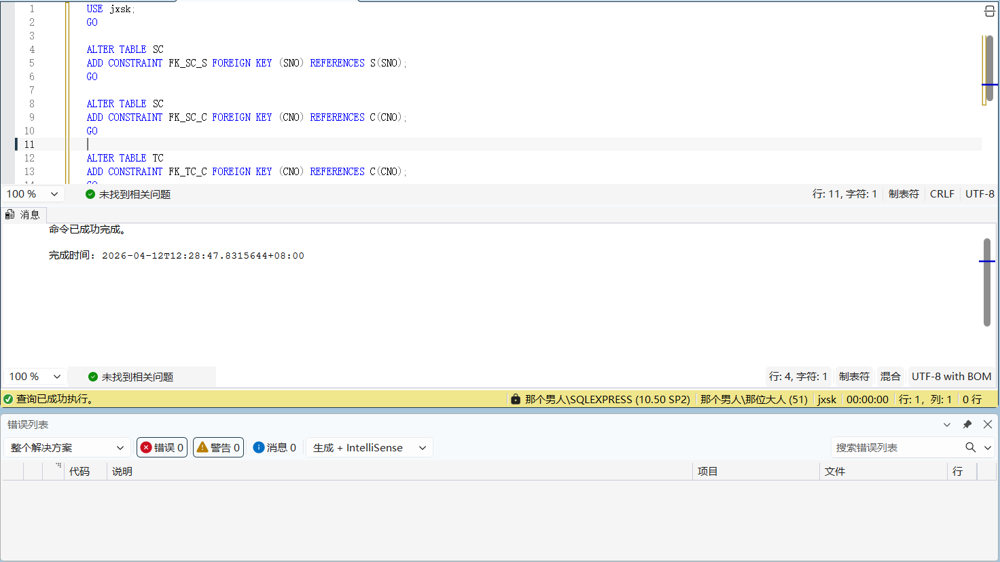 1 USE jxsk;
2 GO
3
4 ALTER TABLE SC
5 ADD CONSTRAINT FK_SC_S FOREIGN KEY (SNO) REFERENCES S(SNO);
6 GO
7
8 ALTER TABLE SC
9 ADD CONSTRAINT FK_SC_C FOREIGN KEY (CNO) REFERENCES C(CNO);
10 GO
11
12 ALTER TABLE TC
13 ADD CONSTRAINT FK_TC_C FOREIGN KEY (CNO) REFERENCES C(CNO);
14 GO
100 % 未找到相关问题 行: 11, 字符: 1 制表符 CRLF UTF-8
消息
命令已成功完成。
完成时间: 2026-04-12T12:28:47.8315644+08:00
100 % 未找到相关问题 行: 4, 字符: 1 制表符 混合 UTF-8 with BOM
查询已成功执行。 那个男人\SQLEXPRESS (10.50 SP2) 那个男人\那位大人 (51) jxsk 00:00:00 行: 1, 列: 1 0 行
错误列表
整个解决方案 错误 0 警告 0 消息 0 生成 + IntelliSense 搜索错误列表
代码 说明 项目 文件 行